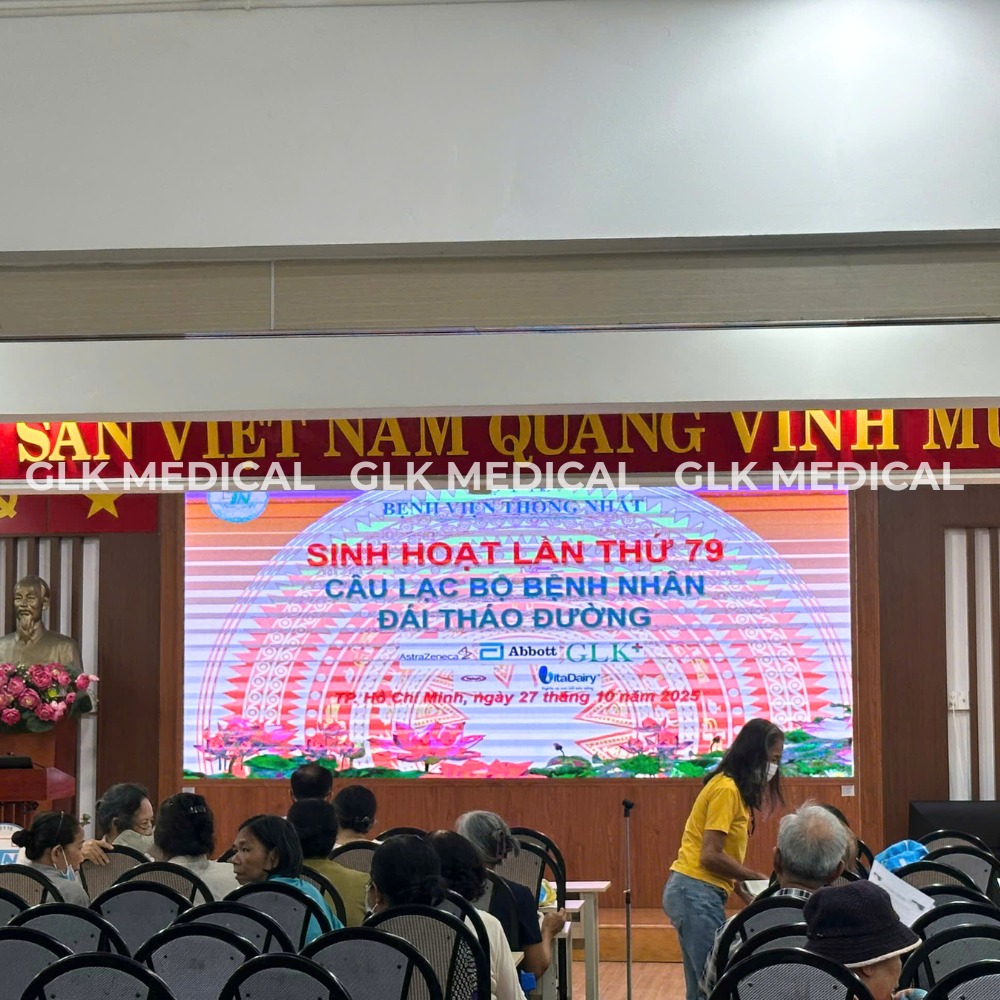 SẢN VIỆT NAM QUANG VINH MU
GLK MEDICAL GLK MEDICAL GLK MEDICAL
BỆNH VIỆN THỐNG NHẤT
SINH HOẠT LẦN THỨ 79
CÂU LẠC BỘ BỆNH NHÂN
ĐÁI THÁO ĐƯỜNG
AstraZeneca Abbott GLK+
VitaDairy
TP. Hồ Chí Minh, ngày 27 tháng 10 năm 2025